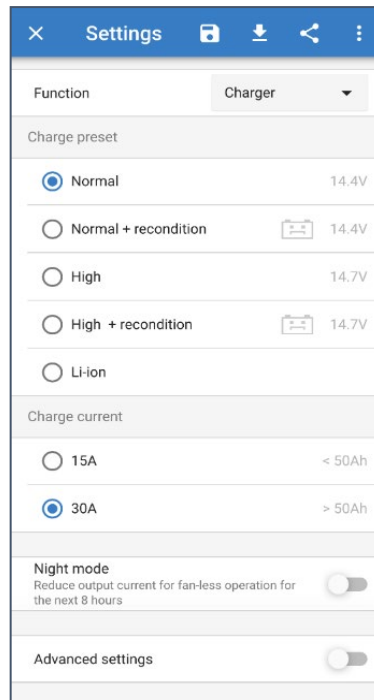 Settings
Function Charger
Charge preset
Normal 14.4V
Normal + recondition 14.4V
High 14.7V
High + recondition 14.7V
Li-ion
Charge current
15A < 50Ah
30A > 50Ah
Night mode
Reduce output current for fan-less operation for
the next 8 hours
Advanced settings